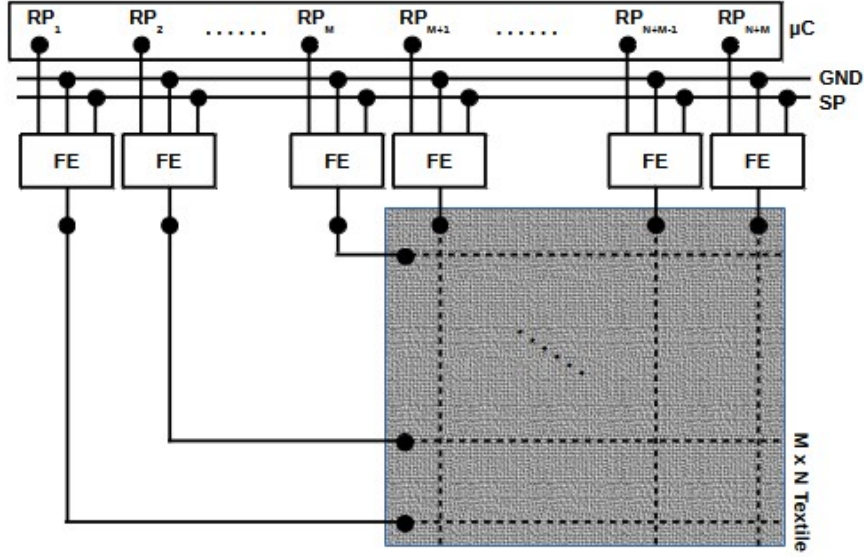 RP1 RP2 ...... RPM RPM+1 ...... RPN+M-1 RPN+M µC
GND
SP
FE FE FE FE FE FE
M x N Textile